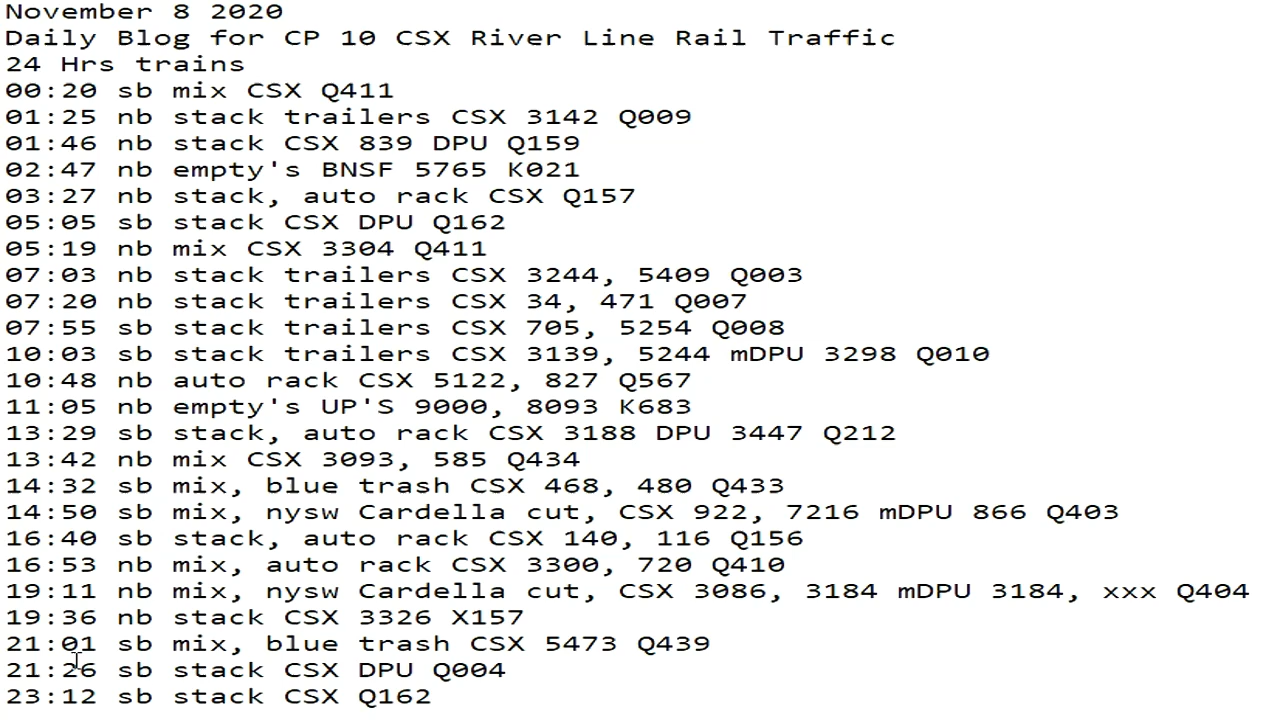 November 8 2020
Daily Blog for CP 10 CSX River Line Rail Traffic
24 Hrs trains
00:20 sb mix CSX Q411
01:25 nb stack trailers CSX 3142 Q009
01:46 nb stack CSX 839 DPU Q159
02:47 nb empty's BNSF 5765 K021
03:27 nb stack, auto rack CSX Q157
05:05 sb stack CSX DPU Q162
05:19 nb mix CSX 3304 Q411
07:03 nb stack trailers CSX 3244, 5409 Q003
07:20 nb stack trailers CSX 34, 471 Q007
07:55 sb stack trailers CSX 705, 5254 Q008
10:03 sb stack trailers CSX 3139, 5244 mDPU 3298 Q010
10:48 nb auto rack CSX 5122, 827 Q567
11:05 nb empty's UP'S 9000, 8093 K683
13:29 sb stack, auto rack CSX 3188 DPU 3447 Q212
13:42 nb mix CSX 3093, 585 Q434
14:32 sb mix, blue trash CSX 468, 480 Q433
14:50 sb mix, nysw Cardella cut, CSX 922, 7216 mDPU 866 Q403
16:40 sb stack, auto rack CSX 140, 116 Q156
16:53 nb mix, auto rack CSX 3300, 720 Q410
19:11 nb mix, nysw Cardella cut, CSX 3086, 3184 mDPU 3184, xxx Q404
19:36 nb stack CSX 3326 X157
21:01 sb mix, blue trash CSX 5473 Q439
21:26 sb stack CSX DPU Q004
23:12 sb stack CSX Q162